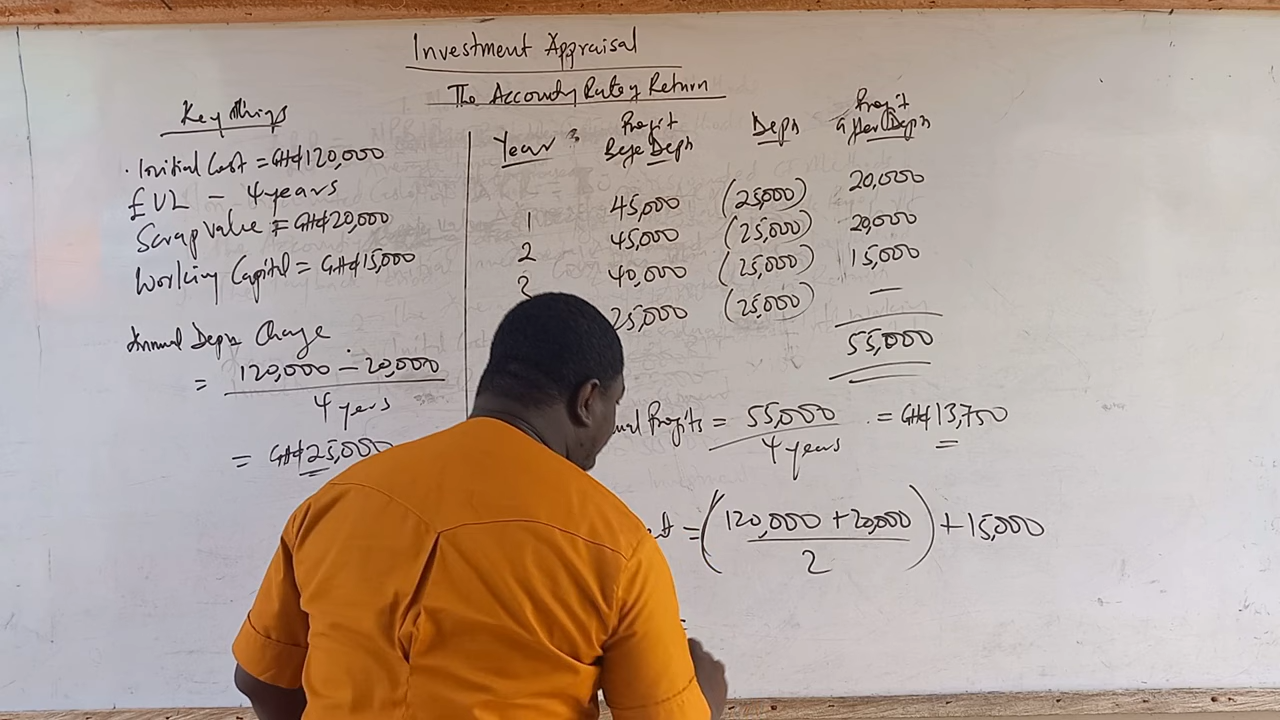 Investment Appraisal
The Accounty Rate of Return
Key things
. Initial Cost = GH¢120,000
EUL - 4 years
Scrap Value = GH¢20,000
Working Capital = GH¢15,000
Annual Depn Charge
= 120,000 - 20,000
4 years
= GH¢25,000
Year Profit Before Depn Depn Profit after Depn
1 45,000 (25,000) 20,000
2 45,000 (25,000) 20,000
40,000 (25,000) 15,000
25,000 (25,000) —
55,000
Profits = 55,000 = GH¢13,750
4 years
= (120,000 + 20,000) + 15,000
2
=